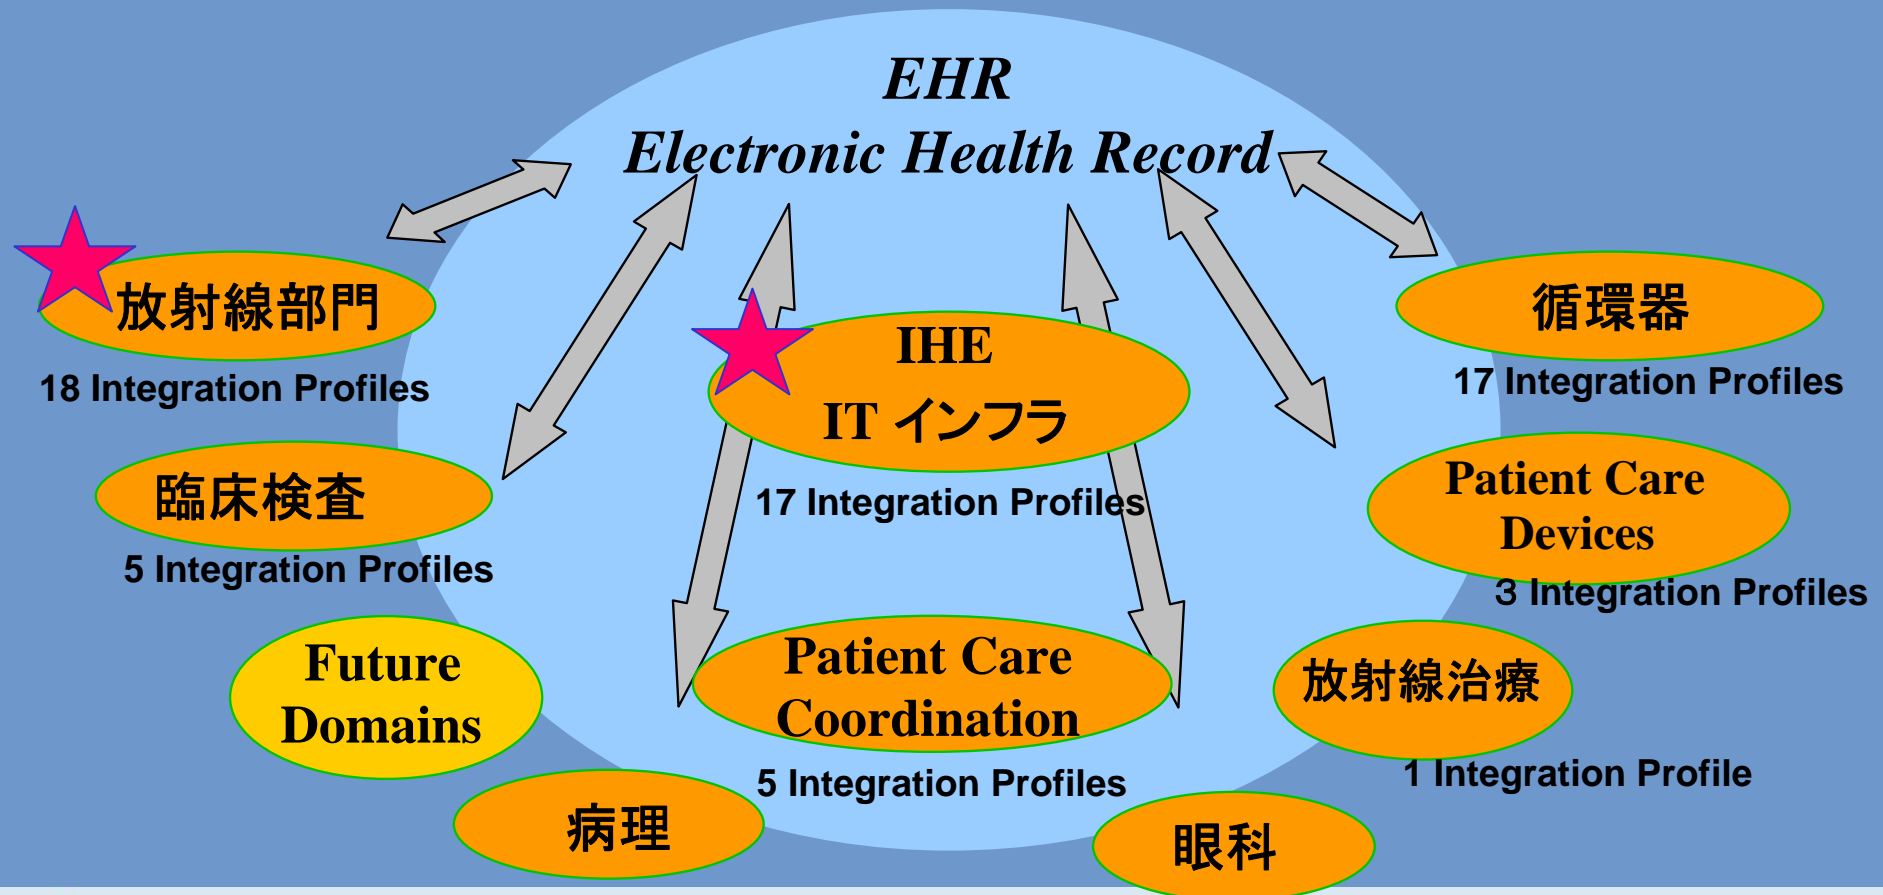 EHR
Electronic Health Record
放射線部門
18 Integration Profiles
IHE
IT インフラ
17 Integration Profiles
循環器
17 Integration Profiles
臨床検査
5 Integration Profiles
Patient Care
Devices
3 Integration Profiles
Future
Domains
Patient Care
Coordination
5 Integration Profiles
放射線治療
1 Integration Profile
病理
眼科